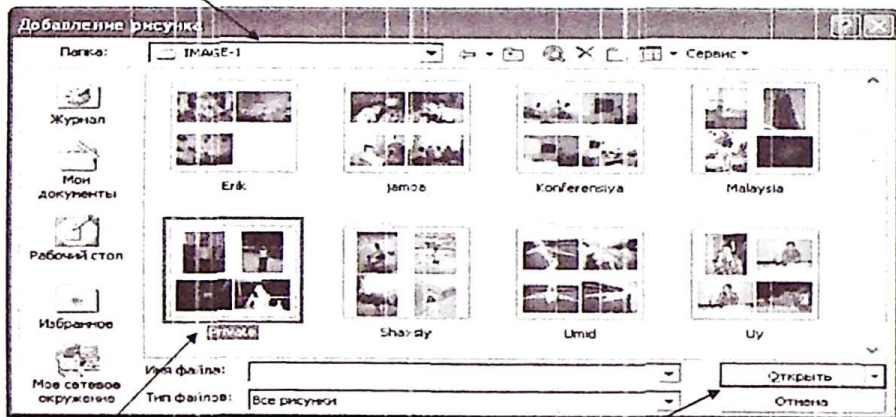 Добавление рисунка
Папка: IMAGE-1 Сервис
Журнал
Мои документы
Рабочий стол
Избранное
Мое сетевое окружение
Erik Jamoa Konferensiya Malaysia
Private Shaxsiy Umid Uy
Имя файла: Открыть
Тип файлов: Все рисунки Отмена